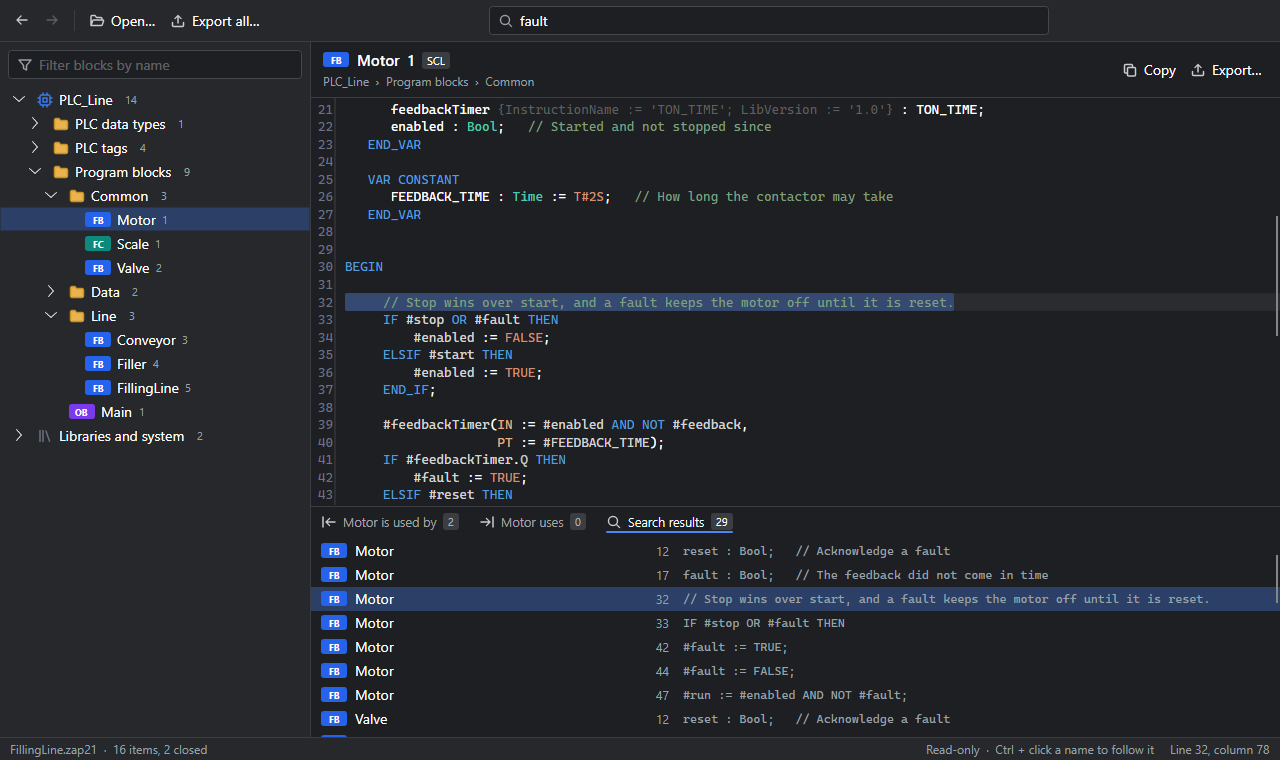 Open... Export all... fault
Filter blocks by name
PLC_Line 14
PLC data types 1
PLC tags 4
Program blocks 9
Common 3
FB Motor 1
FC Scale 1
FB Valve 2
Data 2
Line 3
FB Conveyor 3
FB Filler 4
FB FillingLine 5
OB Main 1
Libraries and system 2
FB Motor 1 SCL
PLC_Line › Program blocks › Common
Copy Export...
21 feedbackTimer {InstructionName := 'TON_TIME'; LibVersion := '1.0'} : TON_TIME;
22 enabled : Bool; // Started and not stopped since
23 END_VAR
24
25 VAR CONSTANT
26 FEEDBACK_TIME : Time := T#2S; // How long the contactor may take
27 END_VAR
28
29
30 BEGIN
31
32 // Stop wins over start, and a fault keeps the motor off until it is reset.
33 IF #stop OR #fault THEN
34 #enabled := FALSE;
35 ELSIF #start THEN
36 #enabled := TRUE;
37 END_IF;
38
39 #feedbackTimer(IN := #enabled AND NOT #feedback,
40 PT := #FEEDBACK_TIME);
41 IF #feedbackTimer.Q THEN
42 #fault := TRUE;
43 ELSIF #reset THEN
Motor is used by 2 Motor uses 0 Search results 29
FB Motor 12 reset : Bool; // Acknowledge a fault
FB Motor 17 fault : Bool; // The feedback did not come in time
FB Motor 32 // Stop wins over start, and a fault keeps the motor off until it is reset.
FB Motor 33 IF #stop OR #fault THEN
FB Motor 42 #fault := TRUE;
FB Motor 44 #fault := FALSE;
FB Motor 47 #run := #enabled AND NOT #fault;
FB Valve 12 reset : Bool; // Acknowledge a fault
FillingLine.zap21 · 16 items, 2 closed
Read-only · Ctrl + click a name to follow it Line 32, column 78